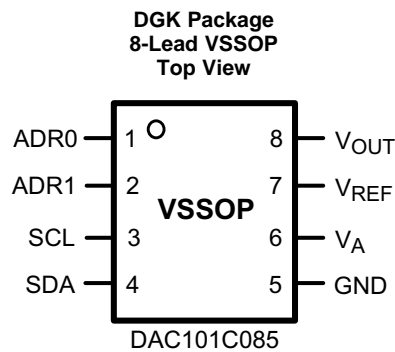 DGK Package
8-Lead VSSOP
Top View
ADR0 1 8 VOUT
ADR1 2 7 VREF
VSSOP
SCL 3 6 VA
SDA 4 5 GND
DAC101C085